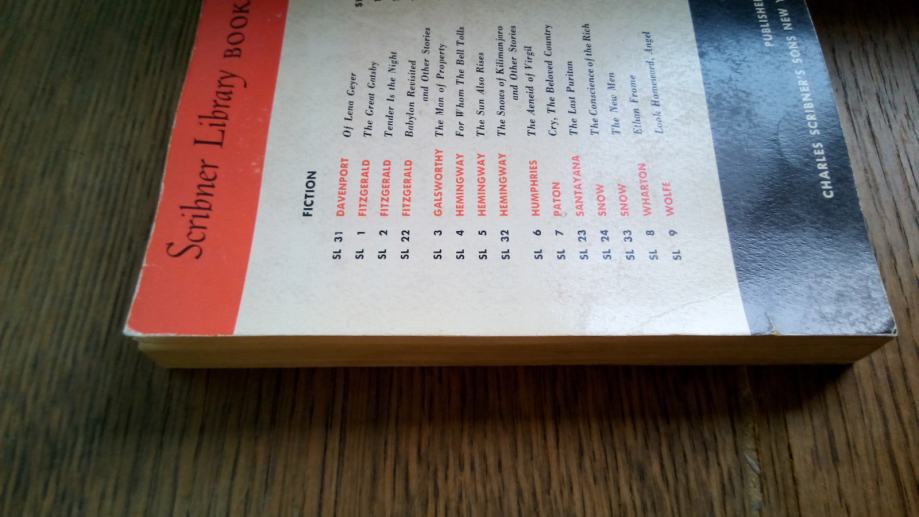 Scribner Library BOOK
FICTION
SL 31 DAVENPORT Of Lena Geyer
SL 1 FITZGERALD The Great Gatsby
SL 2 FITZGERALD Tender Is the Night
SL 22 FITZGERALD Babylon Revisited
and Other Stories
SL 3 GALSWORTHY The Man of Property
SL 4 HEMINGWAY For Whom The Bell Tolls
SL 5 HEMINGWAY The Sun Also Rises
SL 32 HEMINGWAY The Snows of Kilimanjaro
and Other Stories
SL 6 HUMPHRIES The Aeneid of Virgil
SL 7 PATON Cry, The Beloved Country
SL 23 SANTAYANA The Last Puritan
SL 24 SNOW The Conscience of the Rich
SL 33 SNOW The New Men
SL 8 WHARTON Ethan Frome
SL 9 WOLFE Look Homeward, Angel
PUBLISHE
CHARLES SCRIBNER'S SONS NEW